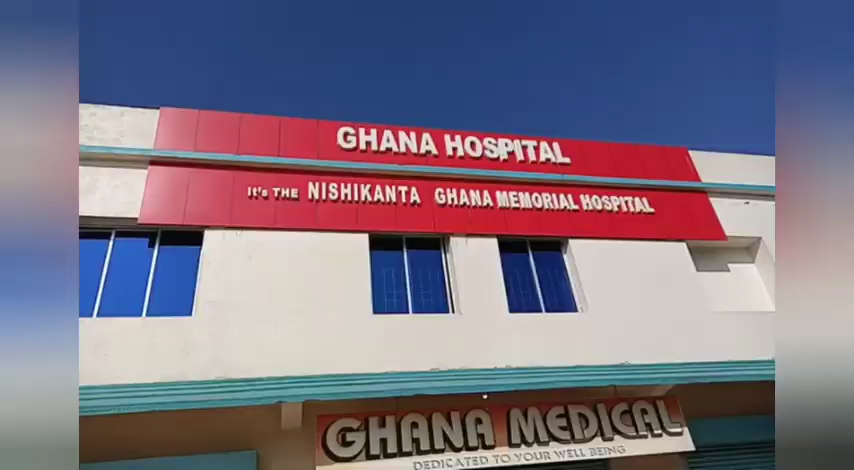 GHANA HOSPITAL
It's THE NISHIKANTA GHANA MEMORIAL HOSPITAL
GHANA MEDICAL
DEDICATED TO YOUR WELL BEING